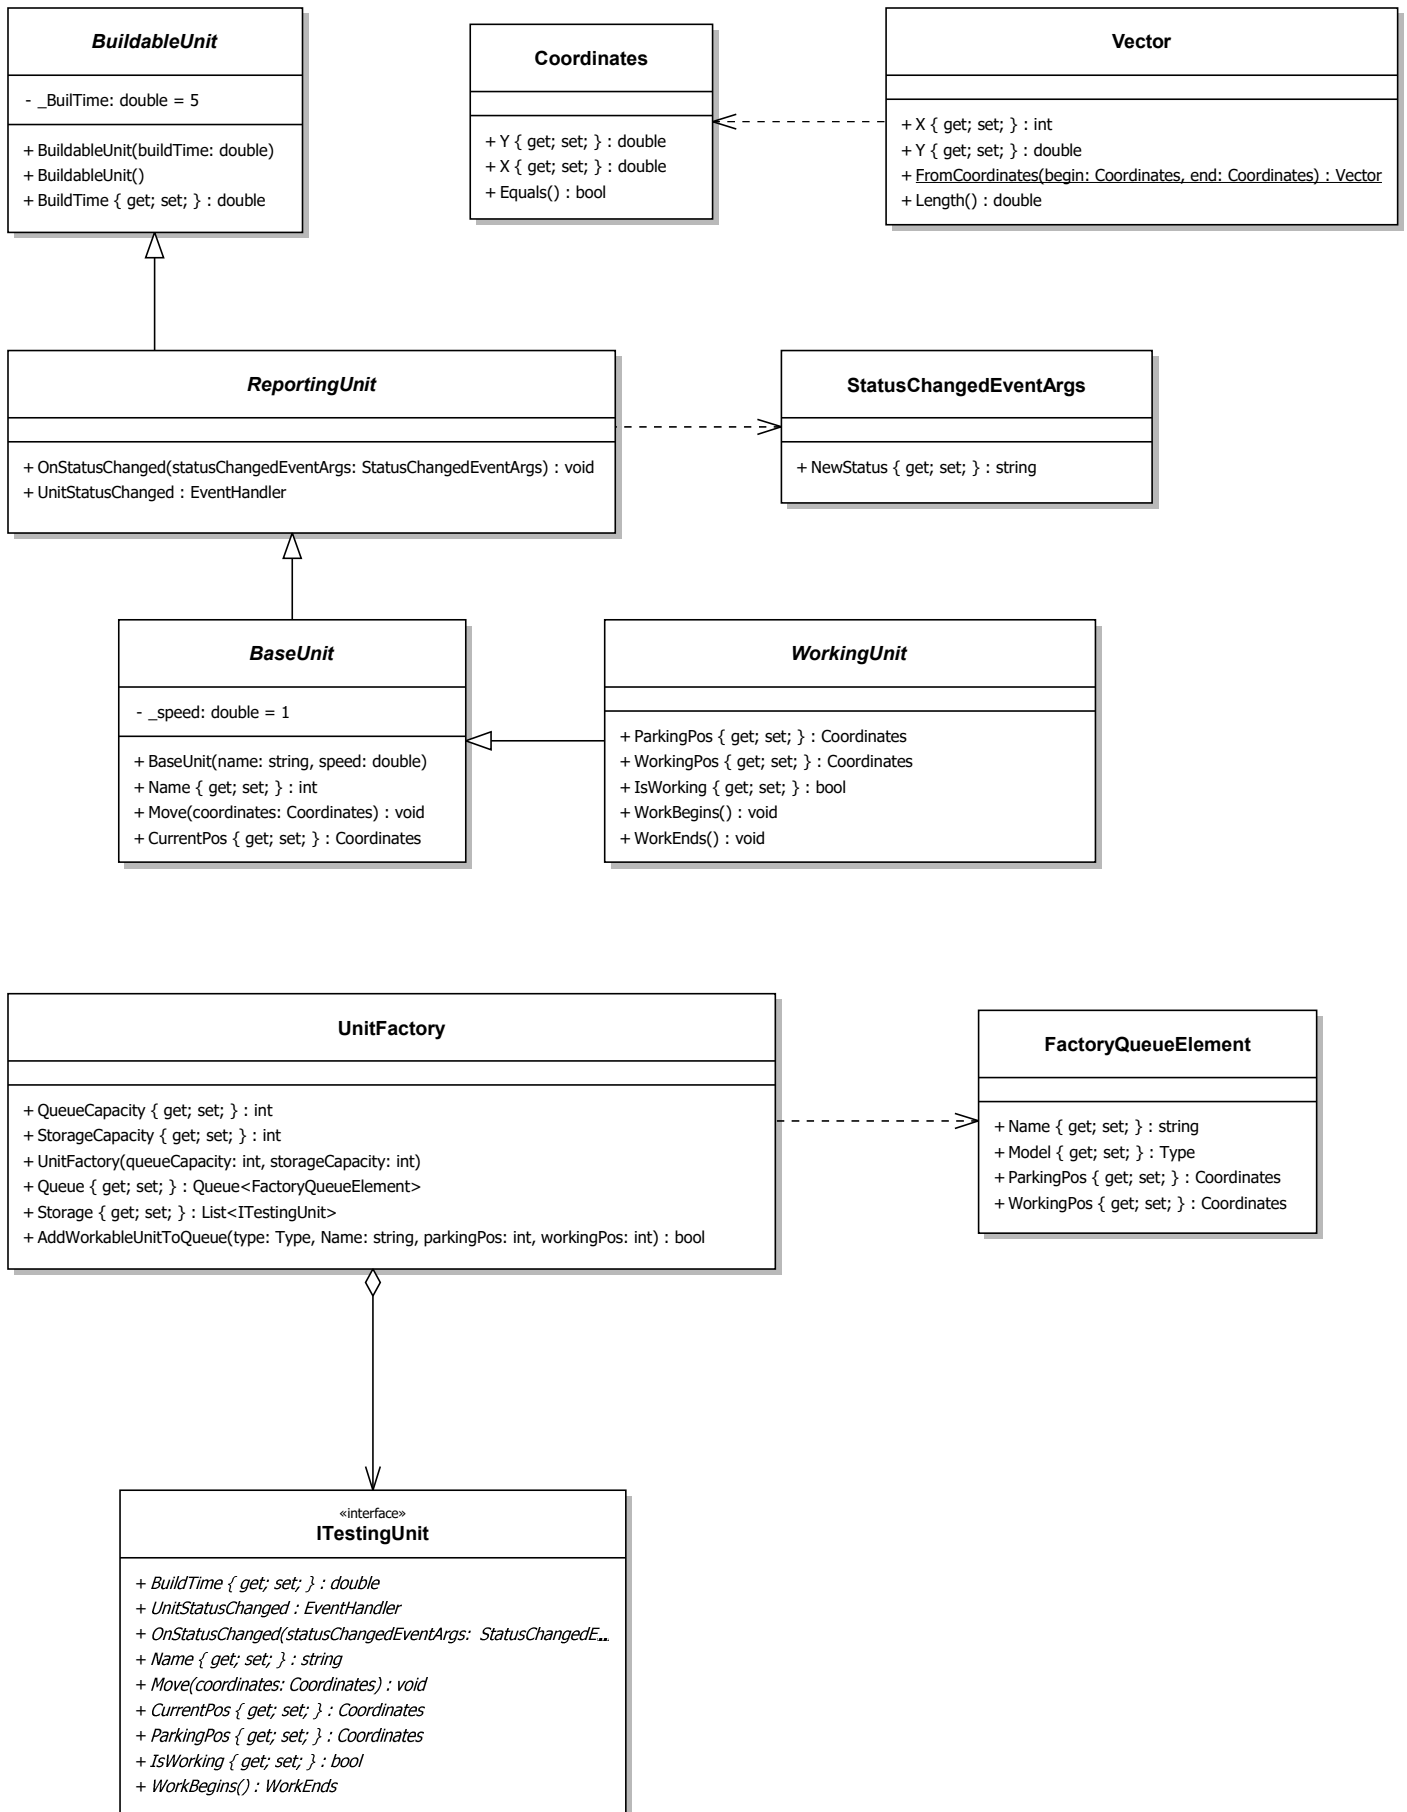 BuildableUnit
- _BuilTime: double = 5
+ BuildableUnit(buildTime: double)
+ BuildableUnit()
+ BuildTime { get; set; } : double
Coordinates
+ Y { get; set; } : double
+ X { get; set; } : double
+ Equals() : bool
Vector
+ X { get; set; } : int
+ Y { get; set; } : double
+ FromCoordinates(begin: Coordinates, end: Coordinates) : Vector
+ Length() : double
ReportingUnit
+ OnStatusChanged(statusChangedEventArgs: StatusChangedEventArgs) : void
+ UnitStatusChanged : EventHandler
StatusChangedEventArgs
+ NewStatus { get; set; } : string
BaseUnit
- _speed: double = 1
+ BaseUnit(name: string, speed: double)
+ Name { get; set; } : int
+ Move(coordinates: Coordinates) : void
+ CurrentPos { get; set; } : Coordinates
WorkingUnit
+ ParkingPos { get; set; } : Coordinates
+ WorkingPos { get; set; } : Coordinates
+ IsWorking { get; set; } : bool
+ WorkBegins() : void
+ WorkEnds() : void
UnitFactory
+ QueueCapacity { get; set; } : int
+ StorageCapacity { get; set; } : int
+ UnitFactory(queueCapacity: int, storageCapacity: int)
+ Queue { get; set; } : Queue<FactoryQueueElement>
+ Storage { get; set; } : List<ITestingUnit>
+ AddWorkableUnitToQueue(type: Type, Name: string, parkingPos: int, workingPos: int) : bool
FactoryQueueElement
+ Name { get; set; } : string
+ Model { get; set; } : Type
+ ParkingPos { get; set; } : Coordinates
+ WorkingPos { get; set; } : Coordinates
«interface»
ITestingUnit
+ BuildTime { get; set; } : double
+ UnitStatusChanged : EventHandler
+ OnStatusChanged(statusChangedEventArgs: StatusChangedE...
+ Name { get; set; } : string
+ Move(coordinates: Coordinates) : void
+ CurrentPos { get; set; } : Coordinates
+ ParkingPos { get; set; } : Coordinates
+ IsWorking { get; set; } : bool
+ WorkBegins() : WorkEnds